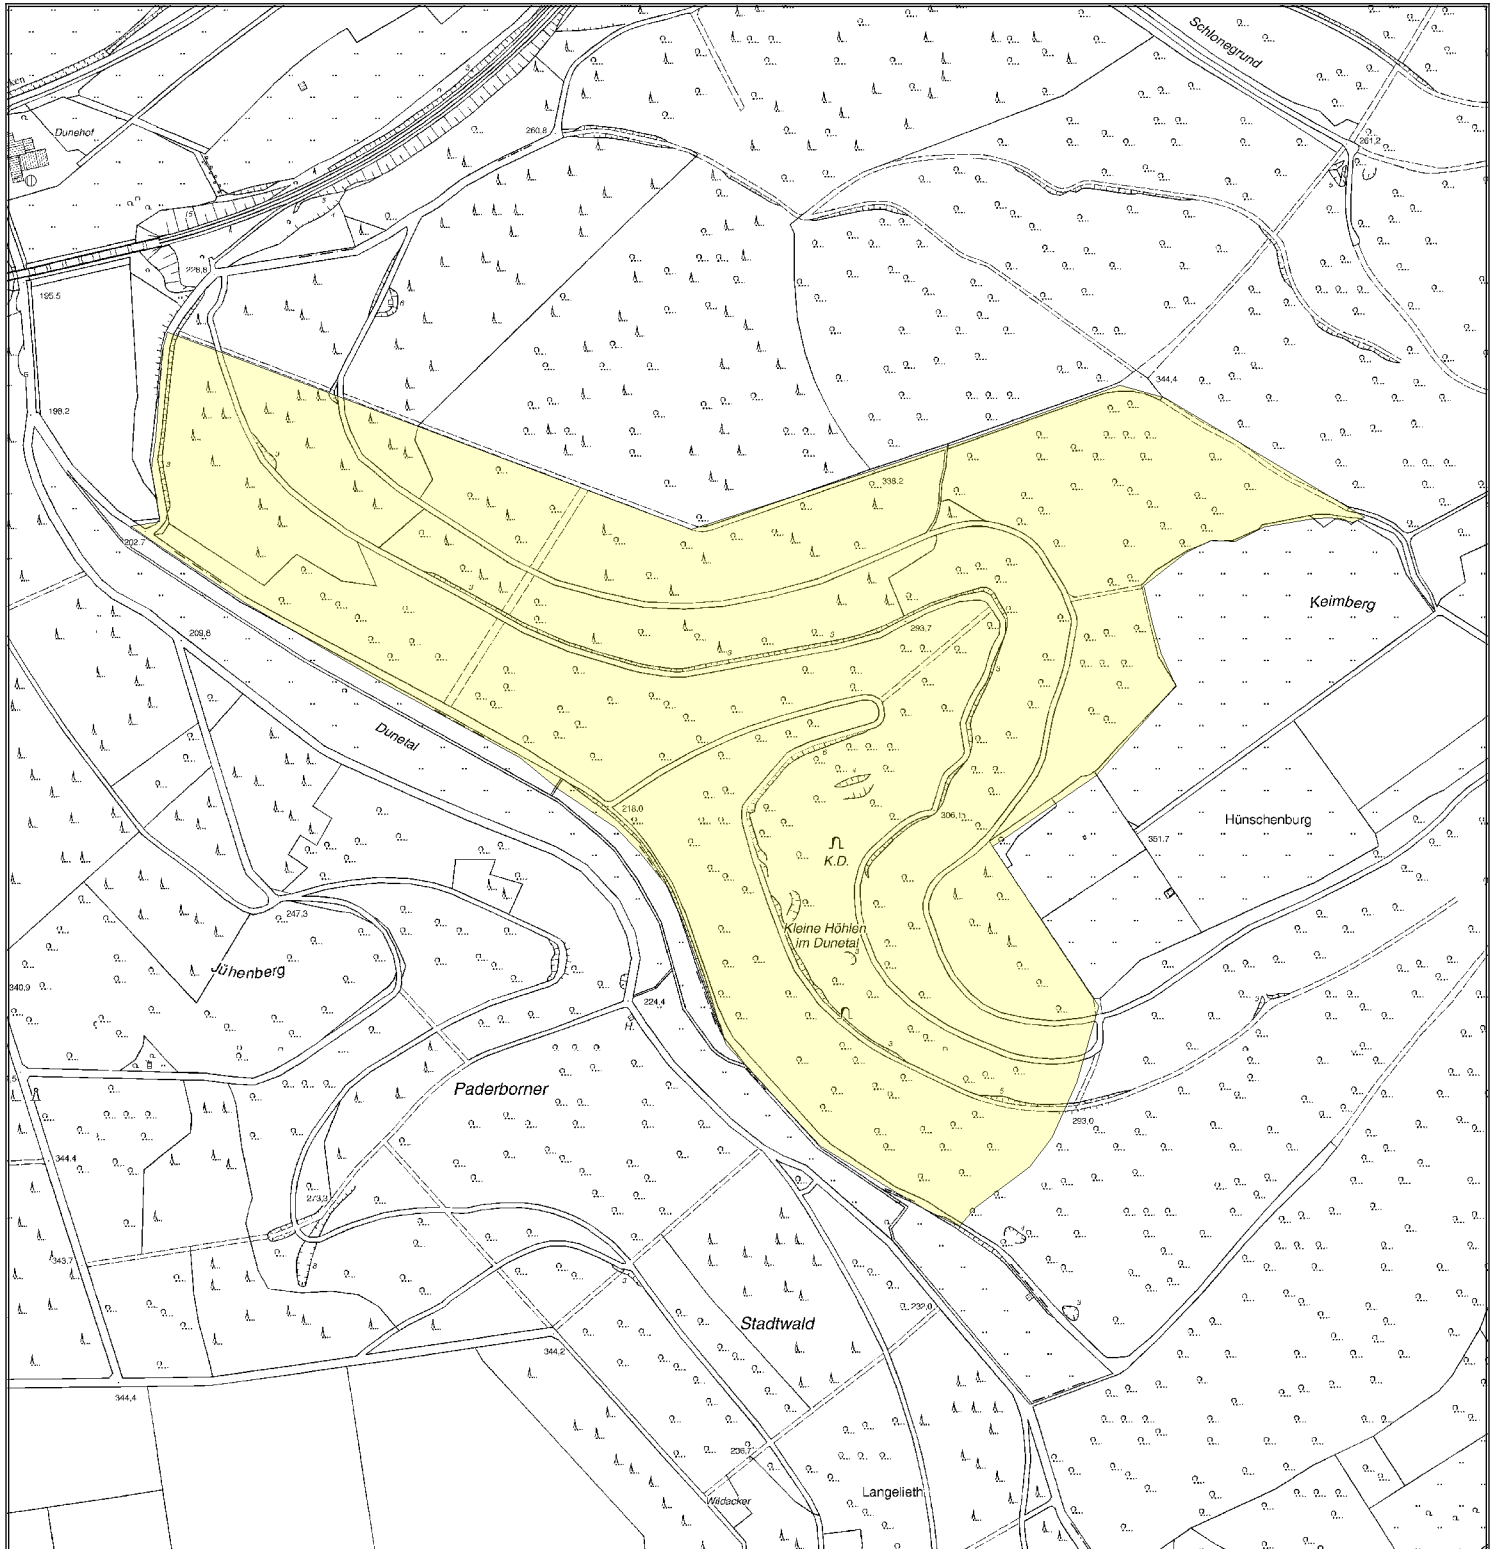 Schlonegrund
Dunehof
260,8
261,2
228,8
195,5
344,4
198,2
338,2
202,7
Keimberg
209,8
293,7
Dunetal
218,0
306,1
Hünschenburg
351,7
K.D.
247,3
Kleine Höhlen
im Dunetal
Jühenberg
340,9
224,4
H.
Paderborner
293,0
344,4
273,3
343,7
232,0
Stadtwald
344,2
344,4
236,7
Langelieth
Wildacker